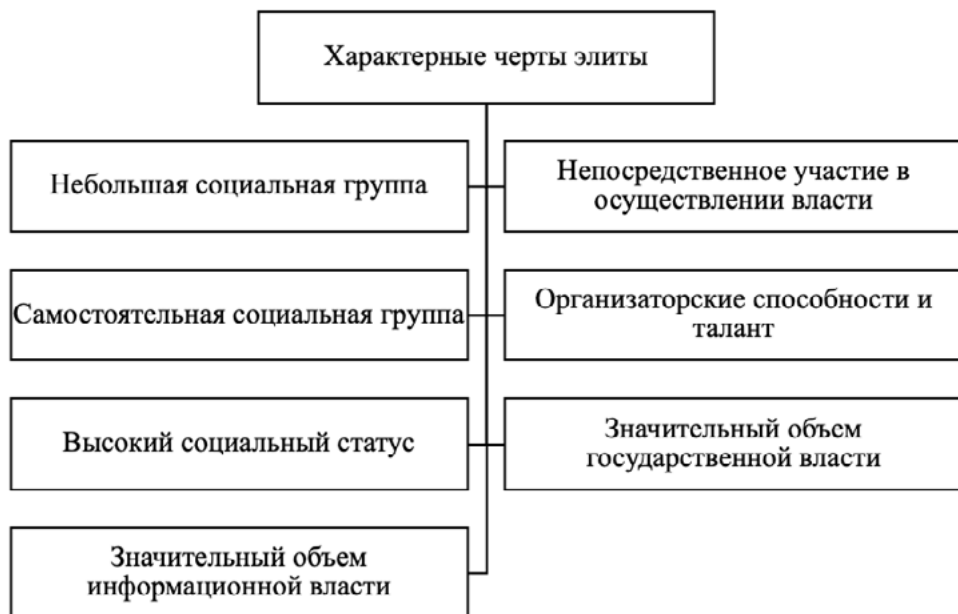 Характерные черты элиты
Небольшая социальная группа
Непосредственное участие в
осуществлении власти
Самостоятельная социальная группа
Организаторские способности и
талант
Высокий социальный статус
Значительный объем
государственной власти
Значительный объем
информационной власти